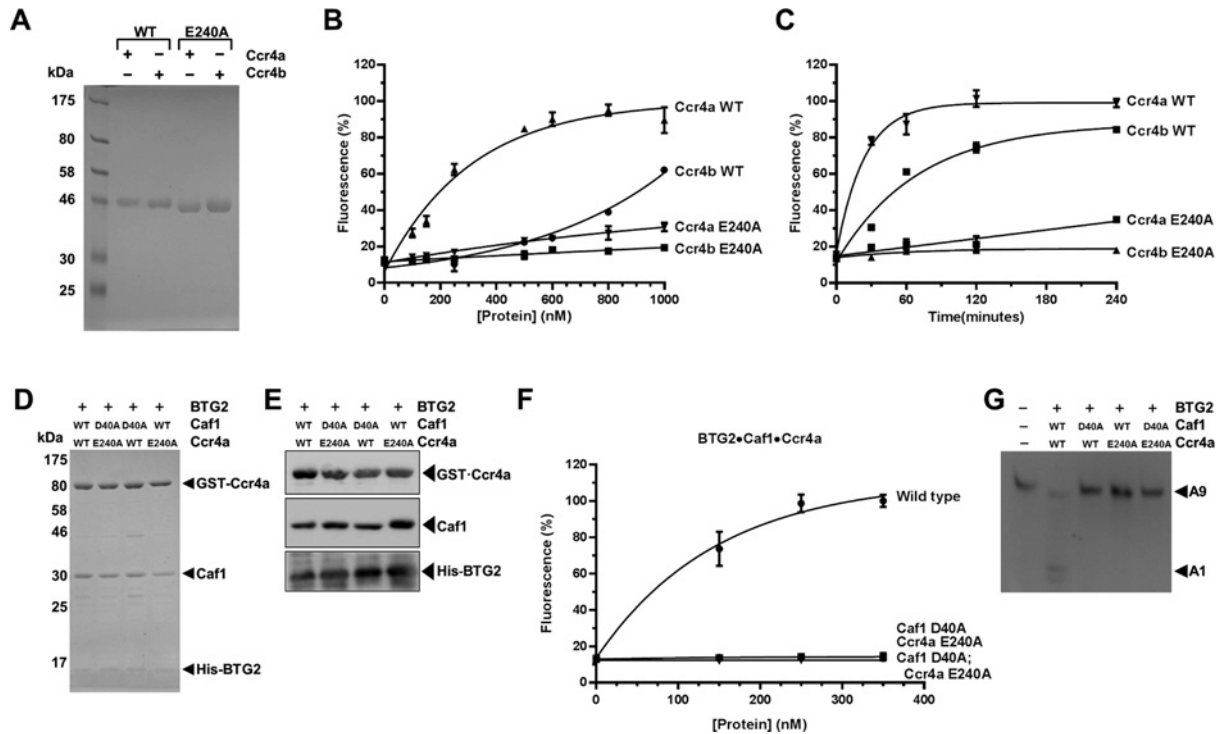 A
WT E240A
+ − + − Ccr4a
− + − + Ccr4b
kDa
175
80
58
46
30
25
B
Fluorescence (%)
120
100
80
60
40
20
0
0 200 400 600 800 1000
[Protein] (nM)
Ccr4a WT
Ccr4b WT
Ccr4a E240A
Ccr4b E240A
C
Fluorescence (%)
120
100
80
60
40
20
0
0 60 120 180 240
Time(minutes)
Ccr4a WT
Ccr4b WT
Ccr4a E240A
Ccr4b E240A
D
+ + + + BTG2
WT D40A D40A WT Caf1
WT E240A WT E240A Ccr4a
kDa
175
80
58
46
30
25
17
GST-Ccr4a
Caf1
His-BTG2
E
+ + + + BTG2
WT D40A D40A WT Caf1
WT E240A WT E240A Ccr4a
GST·Ccr4a
Caf1
His-BTG2
F
BTG2•Caf1•Ccr4a
Fluorescence (%)
120
100
80
60
40
20
0
0 100 200 300 400
[Protein] (nM)
Wild type
Caf1 D40A
Ccr4a E240A
Caf1 D40A;
Ccr4a E240A
G
− + + + + BTG2
− WT D40A WT D40A Caf1
− WT WT E240A E240A Ccr4a
A9
A1